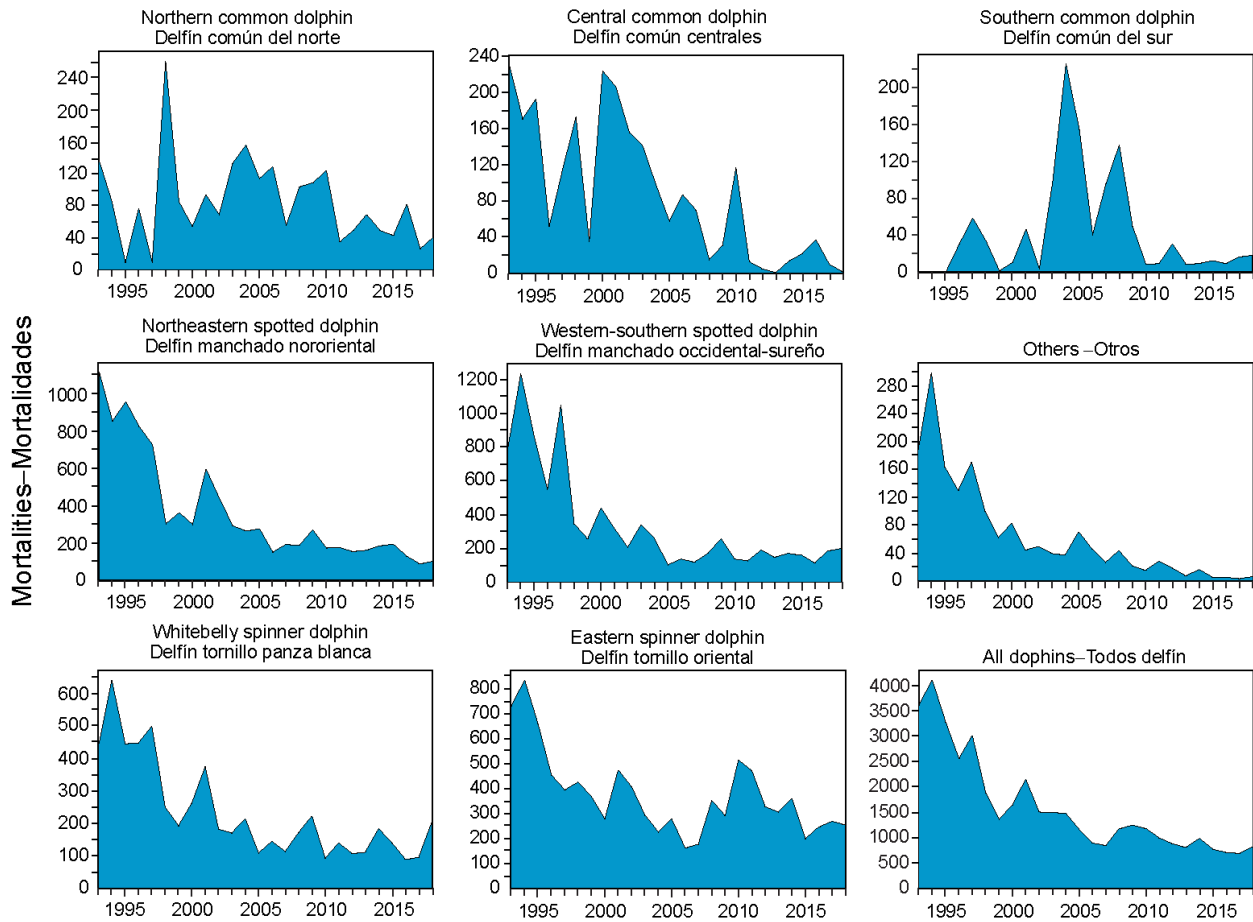 Northern common dolphin
Delfín común del norte
240
200
160
120
80
40
0
1995 2000 2005 2010 2015
Central common dolphin
Delfín común centrales
240
200
160
120
80
40
0
1995 2000 2005 2010 2015
Southern common dolphin
Delfín común del sur
200
160
120
80
40
0
1995 2000 2005 2010 2015
Mortalities–Mortalidades
Northeastern spotted dolphin
Delfín manchado nororiental
1000
800
600
400
200
0
1995 2000 2005 2010 2015
Western-southern spotted dolphin
Delfín manchado occidental-sureño
1200
1000
800
600
400
200
0
1995 2000 2005 2010 2015
Others –Otros
280
240
200
160
120
80
40
0
1995 2000 2005 2010 2015
Whitebelly spinner dolphin
Delfín tornillo panza blanca
600
500
400
300
200
100
0
1995 2000 2005 2010 2015
Eastern spinner dolphin
Delfín tornillo oriental
800
700
600
500
400
300
200
100
0
1995 2000 2005 2010 2015
All dophins–Todos delfín
4000
3500
3000
2500
2000
1500
1000
500
0
1995 2000 2005 2010 2015